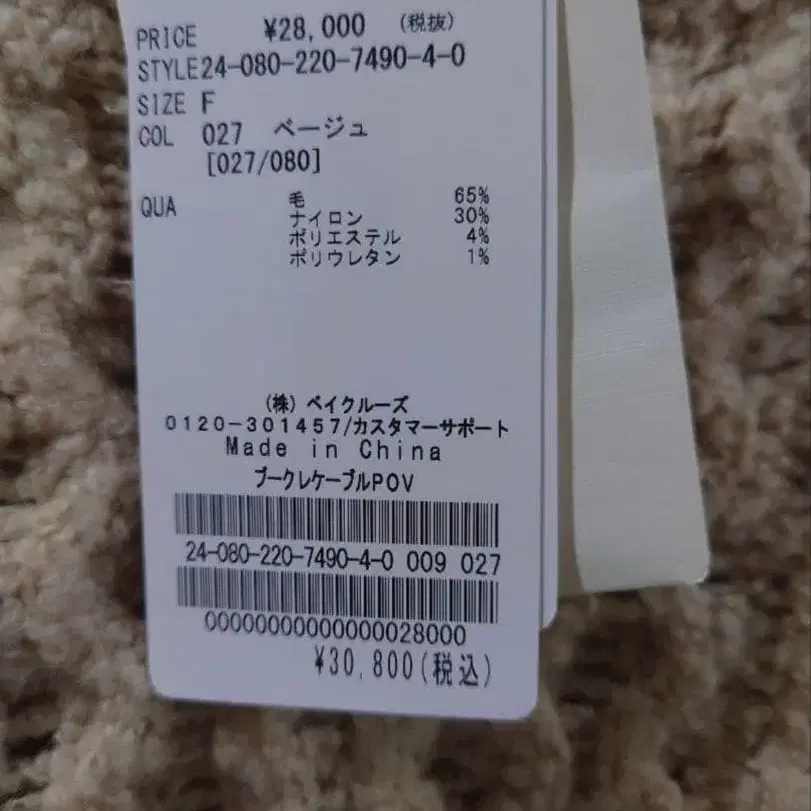 PRICE ¥28,000 (税抜)
STYLE24-080-220-7490-4-0
SIZE F
COL 027 ベージュ
[027/080]
QUA 毛 65%
ナイロン 30%
ポリエステル 4%
ポリウレタン 1%
(株) ベイクルーズ
0120-301457/カスタマーサポート
Made in China
ブークレケーブルPOV
24-080-220-7490-4-0 009 027
00000000000000028000
¥30,800(税込)